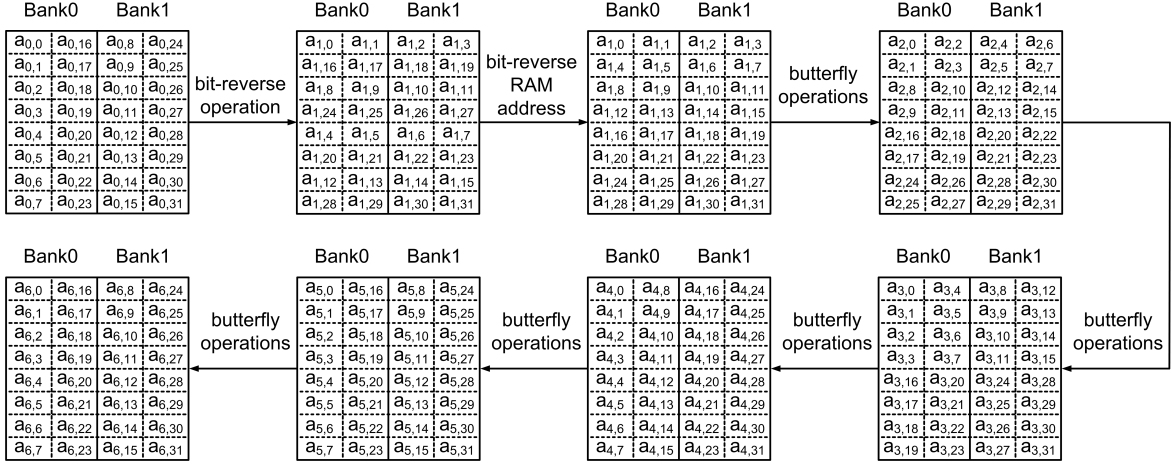 Bank0 Bank1 Bank0 Bank1 Bank0 Bank1 Bank0 Bank1
a0,0 a0,16 a0,8 a0,24 a1,0 a1,1 a1,2 a1,3 a1,0 a1,1 a1,2 a1,3 a2,0 a2,2 a2,4 a2,6
a0,1 a0,17 a0,9 a0,25 a1,16 a1,17 a1,18 a1,19 a1,4 a1,5 a1,6 a1,7 a2,1 a2,3 a2,5 a2,7
a0,2 a0,18 a0,10 a0,26 a1,8 a1,9 a1,10 a1,11 a1,8 a1,9 a1,10 a1,11 a2,8 a2,10 a2,12 a2,14
a0,3 a0,19 a0,11 a0,27 a1,24 a1,25 a1,26 a1,27 a1,12 a1,13 a1,14 a1,15 a2,9 a2,11 a2,13 a2,15
a0,4 a0,20 a0,12 a0,28 a1,4 a1,5 a1,6 a1,7 a1,16 a1,17 a1,18 a1,19 a2,16 a2,18 a2,20 a2,22
a0,5 a0,21 a0,13 a0,29 a1,20 a1,21 a1,22 a1,23 a1,20 a1,21 a1,22 a1,23 a2,17 a2,19 a2,21 a2,23
a0,6 a0,22 a0,14 a0,30 a1,12 a1,13 a1,14 a1,15 a1,24 a1,25 a1,26 a1,27 a2,24 a2,26 a2,28 a2,30
a0,7 a0,23 a0,15 a0,31 a1,28 a1,29 a1,30 a1,31 a1,28 a1,29 a1,30 a1,31 a2,25 a2,27 a2,29 a2,31
bit-reverse
operation
bit-reverse
RAM
address
butterfly
operations
Bank0 Bank1 Bank0 Bank1 Bank0 Bank1 Bank0 Bank1
a6,0 a6,16 a6,8 a6,24 a5,0 a5,16 a5,8 a5,24 a4,0 a4,8 a4,16 a4,24 a3,0 a3,4 a3,8 a3,12
a6,1 a6,17 a6,9 a6,25 a5,1 a5,17 a5,9 a5,25 a4,1 a4,9 a4,17 a4,25 a3,1 a3,5 a3,9 a3,13
a6,2 a6,18 a6,10 a6,26 a5,2 a5,18 a5,10 a5,26 a4,2 a4,10 a4,18 a4,26 a3,2 a3,6 a3,10 a3,14
a6,3 a6,19 a6,11 a6,27 a5,3 a5,19 a5,11 a5,27 a4,3 a4,11 a4,19 a4,27 a3,3 a3,7 a3,11 a3,15
a6,4 a6,20 a6,12 a6,28 a5,4 a5,20 a5,12 a5,28 a4,4 a4,12 a4,20 a4,28 a3,16 a3,20 a3,24 a3,28
a6,5 a6,21 a6,13 a6,29 a5,5 a5,21 a5,13 a5,29 a4,5 a4,13 a4,21 a4,29 a3,17 a3,21 a3,25 a3,29
a6,6 a6,22 a6,14 a6,30 a5,6 a5,22 a5,14 a5,30 a4,6 a4,14 a4,22 a4,30 a3,18 a3,22 a3,26 a3,30
a6,7 a6,23 a6,15 a6,31 a5,7 a5,23 a5,15 a5,31 a4,7 a4,15 a4,23 a4,31 a3,19 a3,23 a3,27 a3,31
butterfly
operations
butterfly
operations
butterfly
operations
butterfly
operations